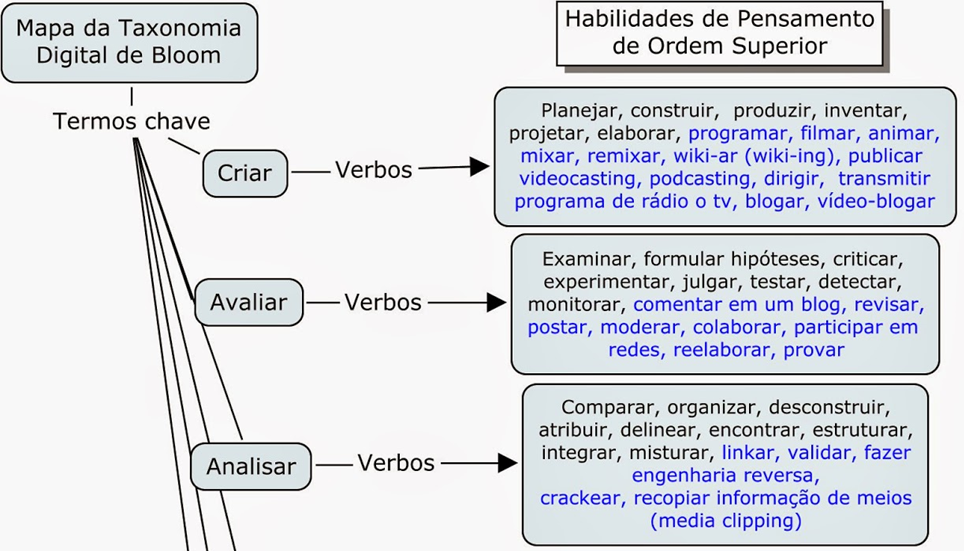 Mapa da Taxonomia
Digital de Bloom
Habilidades de Pensamento
de Ordem Superior
Termos chave
Criar
Verbos
Planejar, construir, produzir, inventar,
projetar, elaborar, programar, filmar, animar,
mixar, remixar, wiki-ar (wiki-ing), publicar
videocasting, podcasting, dirigir, transmitir
programa de rádio o tv, blogar, vídeo-blogar
Avaliar
Verbos
Examinar, formular hipóteses, criticar,
experimentar, julgar, testar, detectar,
monitorar, comentar em um blog, revisar,
postar, moderar, colaborar, participar em
redes, reelaborar, provar
Analisar
Verbos
Comparar, organizar, desconstruir,
atribuir, delinear, encontrar, estruturar,
integrar, misturar, linkar, validar, fazer
engenharia reversa,
crackear, recopiar informação de meios
(media clipping)